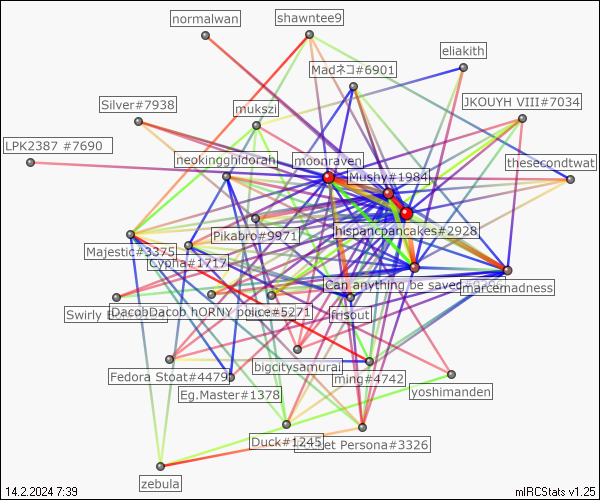 normalwan
shawntee9
eliakith
Madネコ#6901
JKOUYH VIII#7034
Silver#7938
mukszi
LPK2387 #7690
neokingghidorah
moonraven
thesecondtwat
Mushy#1984
hispancpancakes#2928
Pikabro#9971
Majestic#3375
Cypha#1717
Can anything be saved
marcemadness
Swirly
DacobDacob
hORNY police#5271
frisout
bigcitysamurai
Fedora Stoat#4479
ming#4742
Eg.Master#1378
yoshimanden
Duck#1245
Persona#3326
zebula
14.2.2024 7:39
mIRCStats v1.25